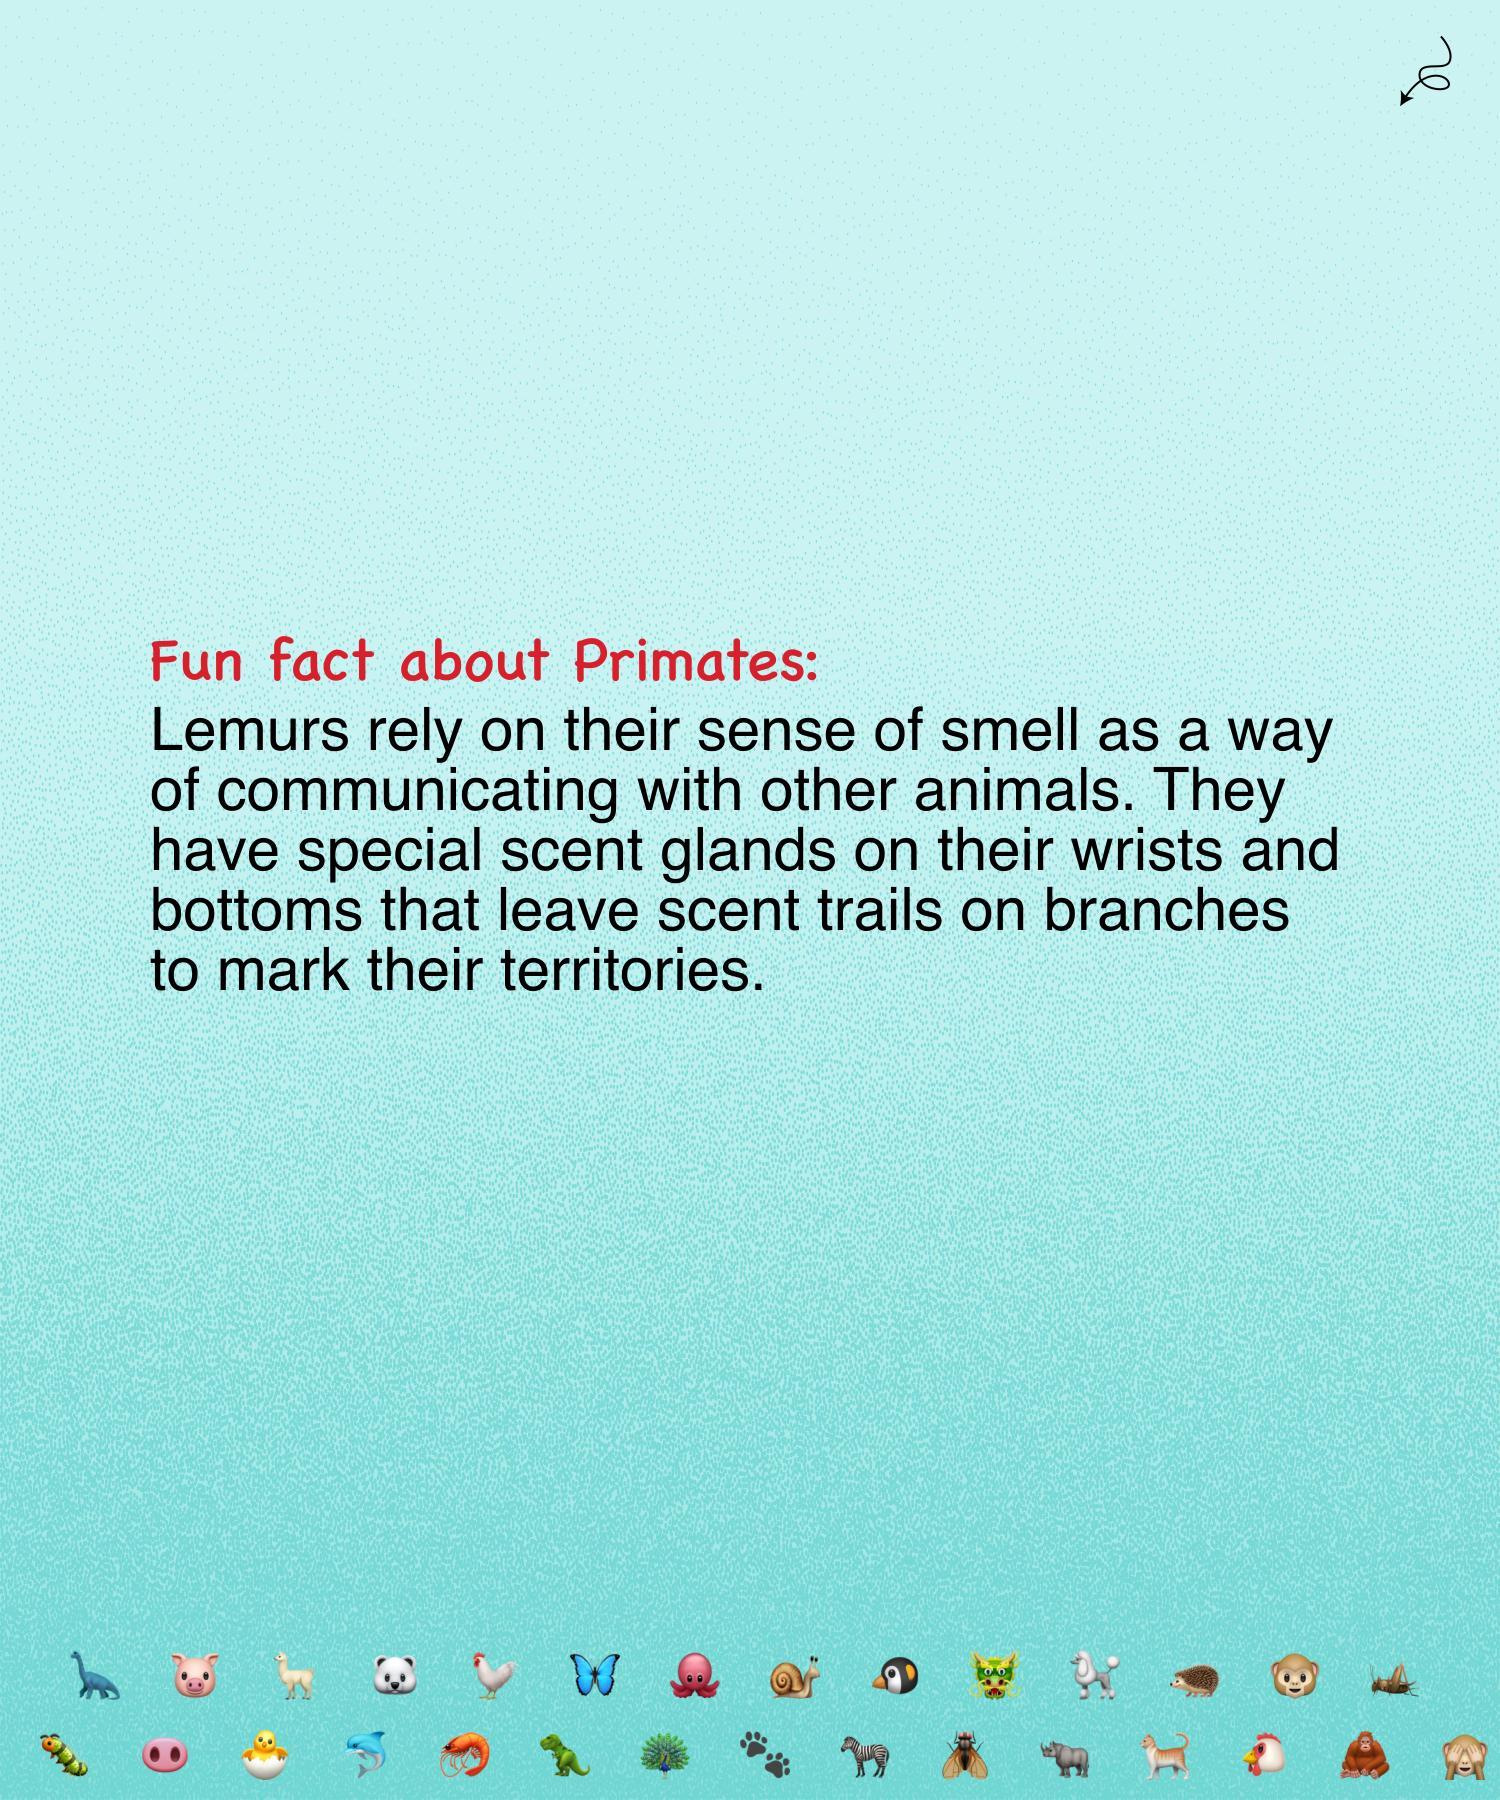 Fun fact about Primates:
Lemurs rely on their sense of smell as a way
of communicating with other animals. They
have special scent glands on their wrists and
bottoms that leave scent trails on branches
to mark their territories.